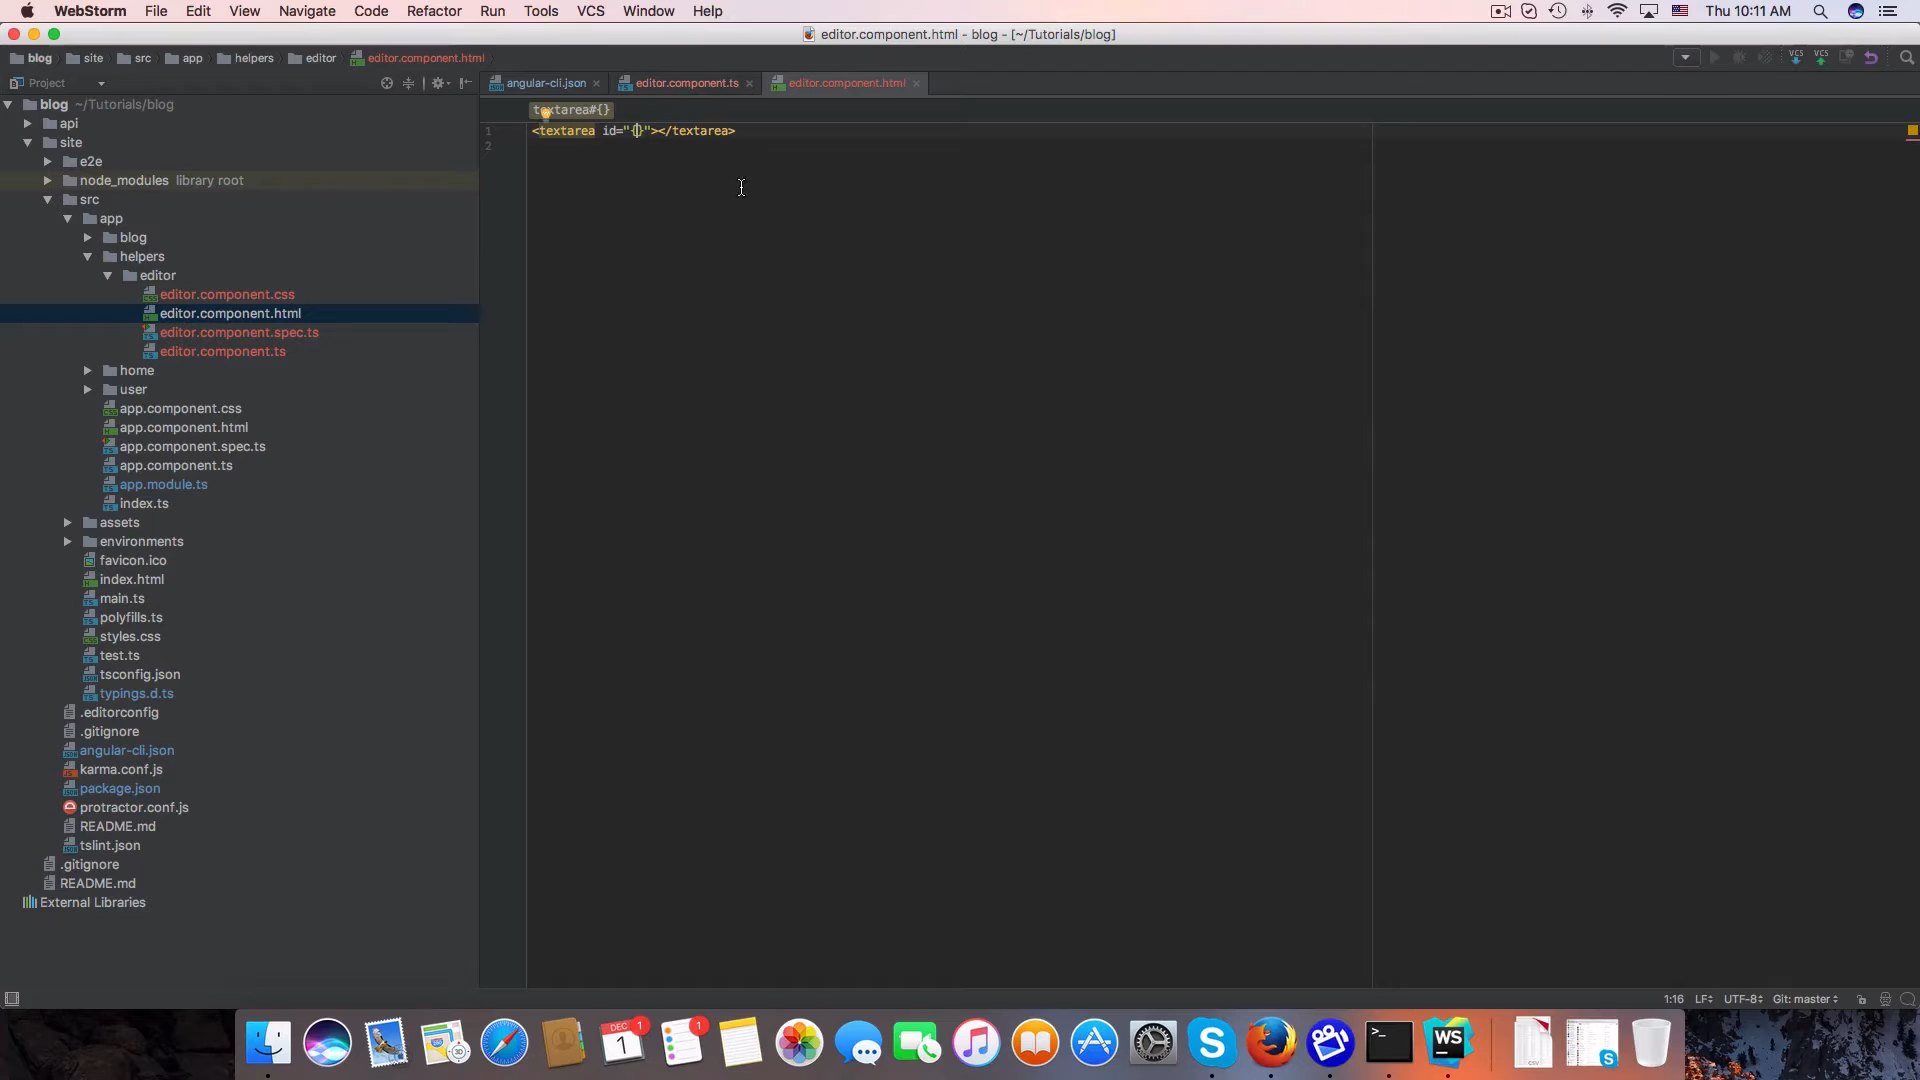 WebStorm File Edit View Navigate Code Refactor Run Tools VCS Window Help Thu 10:11 AM
editor.component.html - blog - [~/Tutorials/blog]
blog site src app helpers editor editor.component.html
VCS VCS
Project
angular-cli.json editor.component.ts editor.component.html
blog ~/Tutorials/blog
textarea#{}
api
1 <textarea id="{}"></textarea>
site
2
e2e
node_modules library root
src
app
blog
helpers
editor
editor.component.css
editor.component.html
editor.component.spec.ts
editor.component.ts
home
user
app.component.css
app.component.html
app.component.spec.ts
app.component.ts
app.module.ts
index.ts
assets
environments
favicon.ico
index.html
main.ts
polyfills.ts
styles.css
test.ts
tsconfig.json
typings.d.ts
.editorconfig
.gitignore
angular-cli.json
karma.conf.js
package.json
protractor.conf.js
README.md
tslint.json
.gitignore
README.md
External Libraries
1:16 LF UTF-8 Git: master
DEC 1
1
1
WS